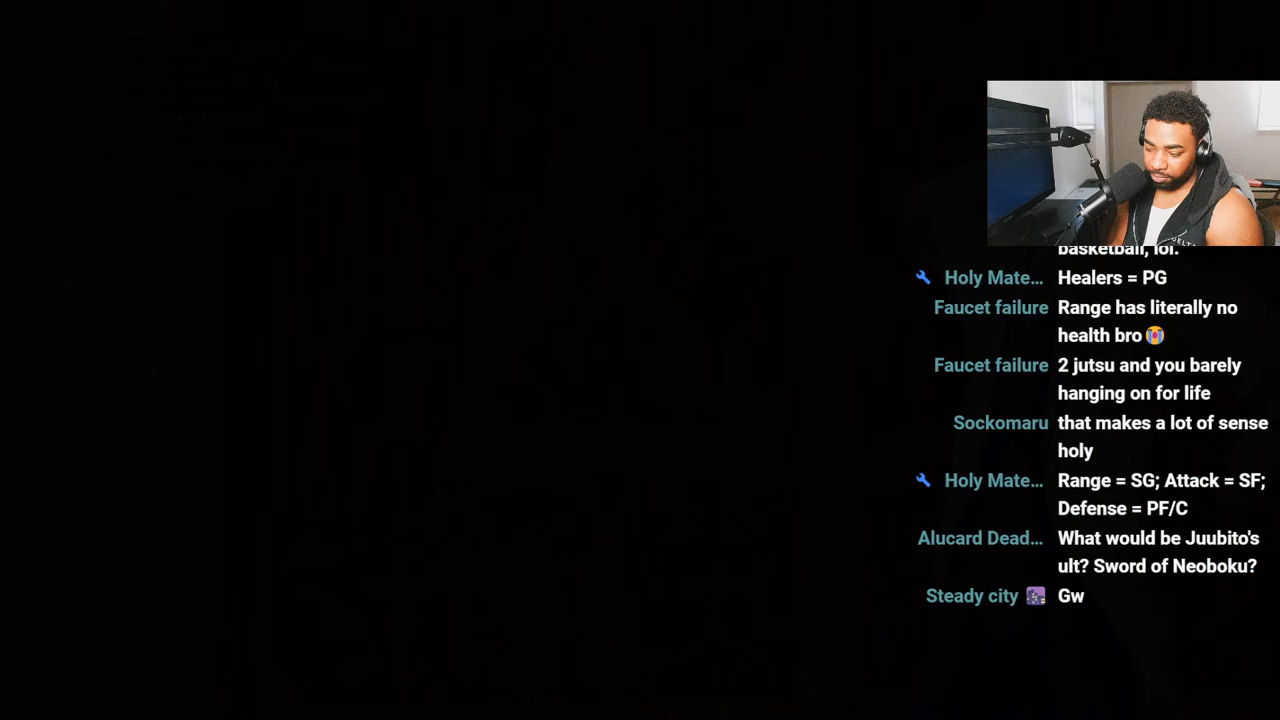 basketball, lol.
Holy Mate... Healers = PG
Faucet failure Range has literally no
health bro 😭
Faucet failure 2 jutsu and you barely
hanging on for life
Sockomaru that makes a lot of sense
holy
Holy Mate... Range = SG; Attack = SF;
Defense = PF/C
Alucard Dead... What would be Juubito's
ult? Sword of Neoboku?
Steady city Gw